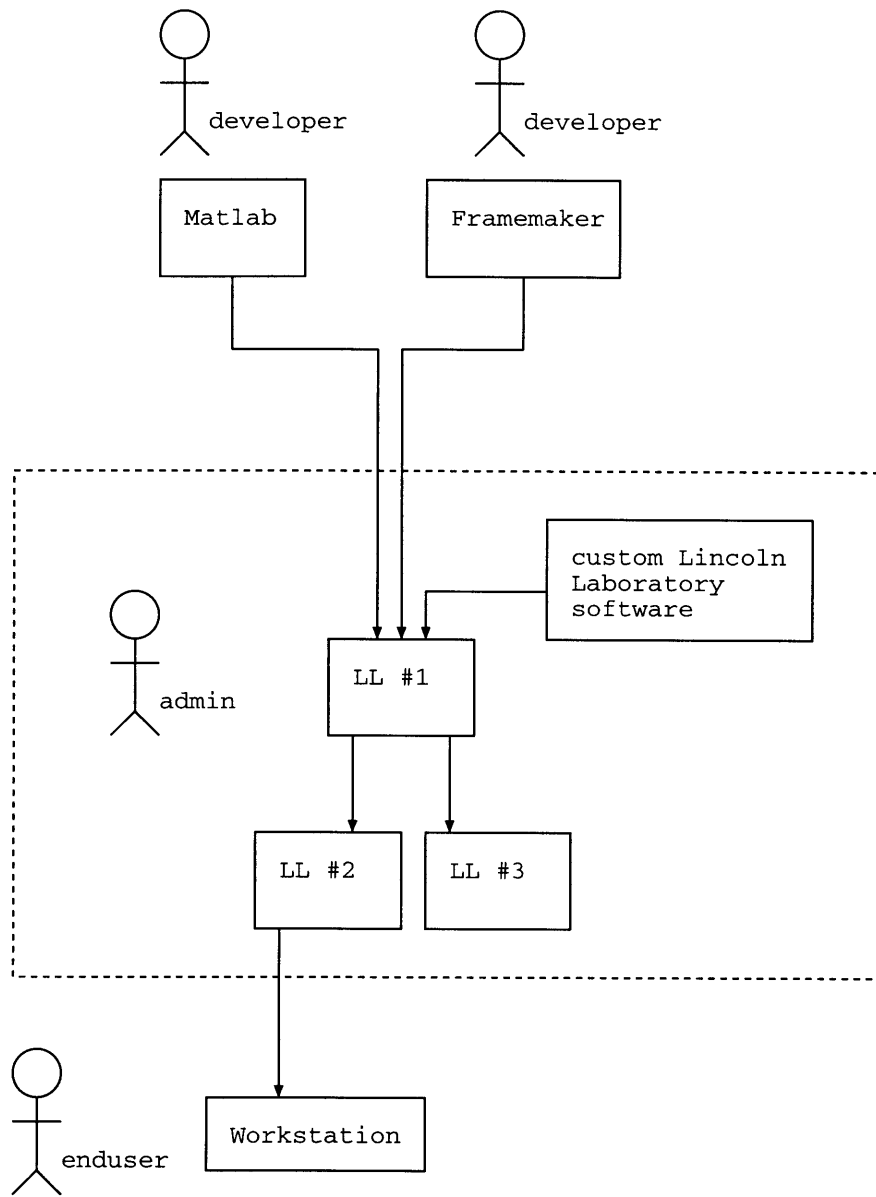 developer
developer
Matlab
Framemaker
custom Lincoln
Laboratory
software
LL #1
admin
LL #2
LL #3
Workstation
enduser